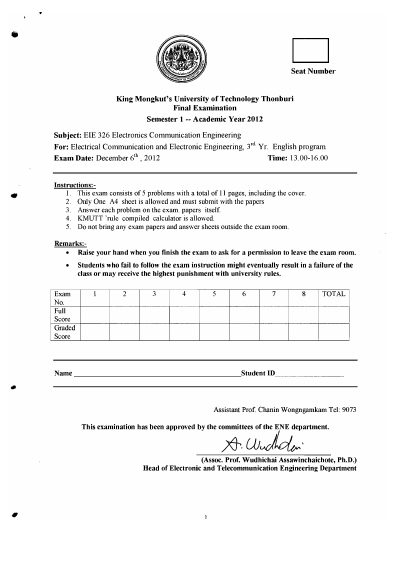 Seat Number
King Mongkut's University of Technology Thonburi
Final Examination
Semester 1 -- Academic Year 2012
Subject: EIE 326 Electronics Communication Engineering
For: Electrical Communication and Electronic Engineering, 3rd Yr. English program
Exam Date: December 6th , 2012 Time: 13.00-16.00
Instructions:-
1. This exam consists of 5 problems with a total of 11 pages, including the cover.
2. Only One A4 sheet is allowed and must submit with the papers
3. Answer each problem on the exam. papers itself.
4. KMUTT 'rule compiled calculator is allowed.
5. Do not bring any exam papers and answer sheets outside the exam room.
Remarks:-
• Raise your hand when you finish the exam to ask for a permission to leave the exam room.
• Students who fail to follow the exam instruction might eventually result in a failure of the
class or may receive the highest punishment with university rules.
Exam No. 1 2 3 4 5 6 7 8 TOTAL
Full Score
Graded Score
Name Student ID
Assistant Prof. Chanin Wongngamkam Tel: 9073
This examination has been approved by the committees of the ENE department.
A. Wudhichai
(Assoc. Prof. Wudhichai Assawinchaichote, Ph.D.)
Head of Electronic and Telecommunication Engineering Department
1